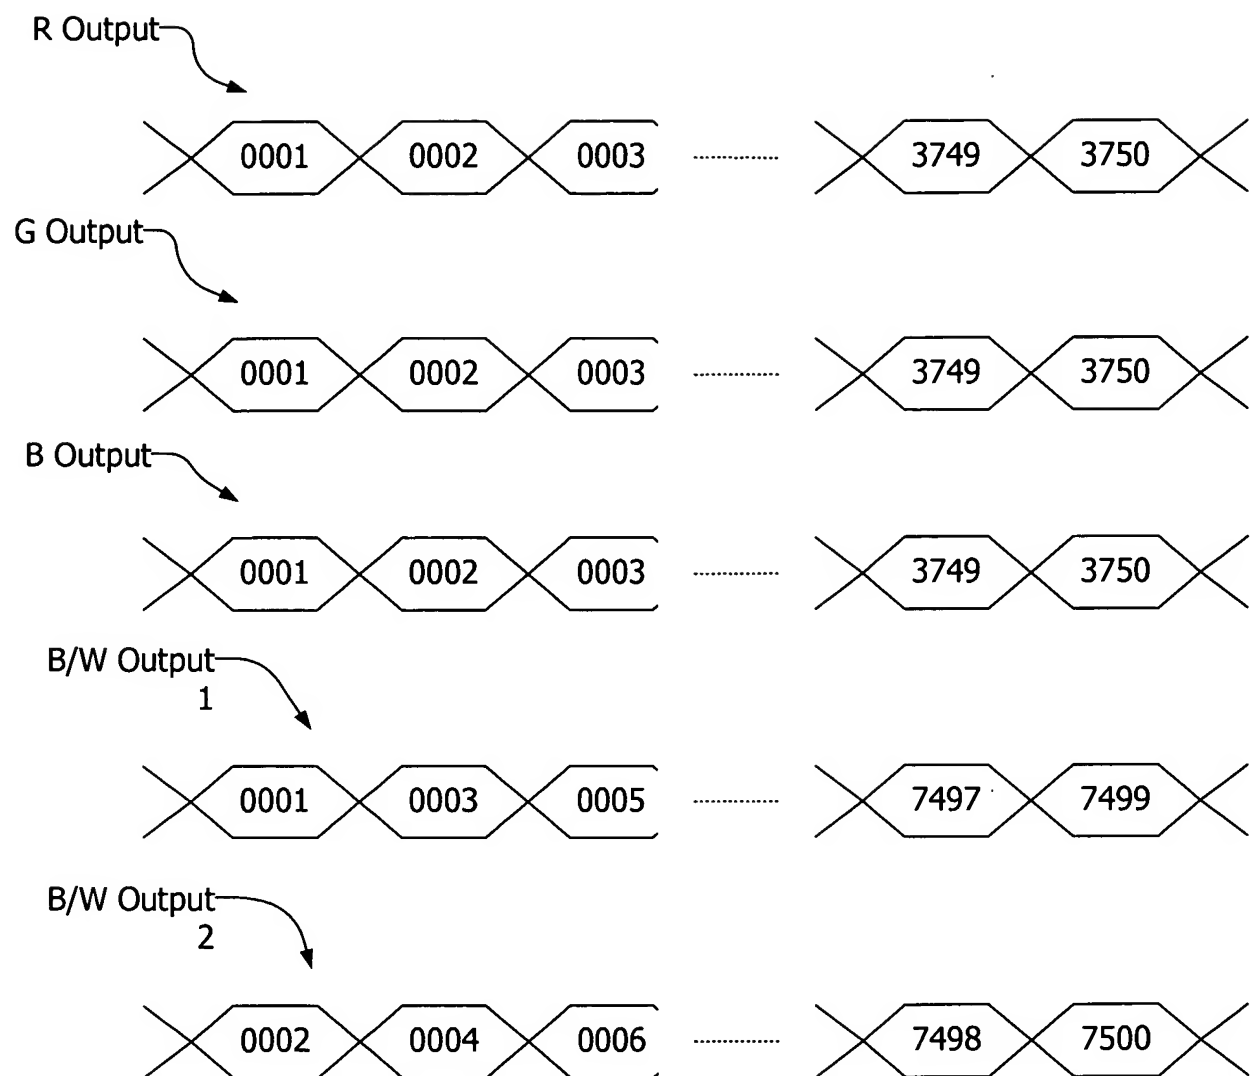 R Output
0001 0002 0003 3749 3750
G Output
0001 0002 0003 3749 3750
B Output
0001 0002 0003 3749 3750
B/W Output
1
0001 0003 0005 7497 7499
B/W Output
2
0002 0004 0006 7498 7500